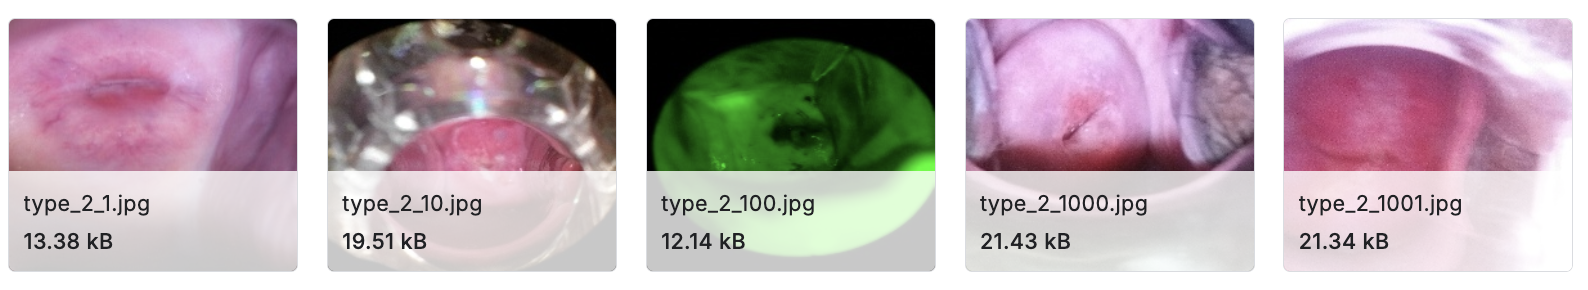 type_2_1.jpg
13.38 kB
type_2_10.jpg
19.51 kB
type_2_100.jpg
12.14 kB
type_2_1000.jpg
21.43 kB
type_2_1001.jpg
21.34 kB